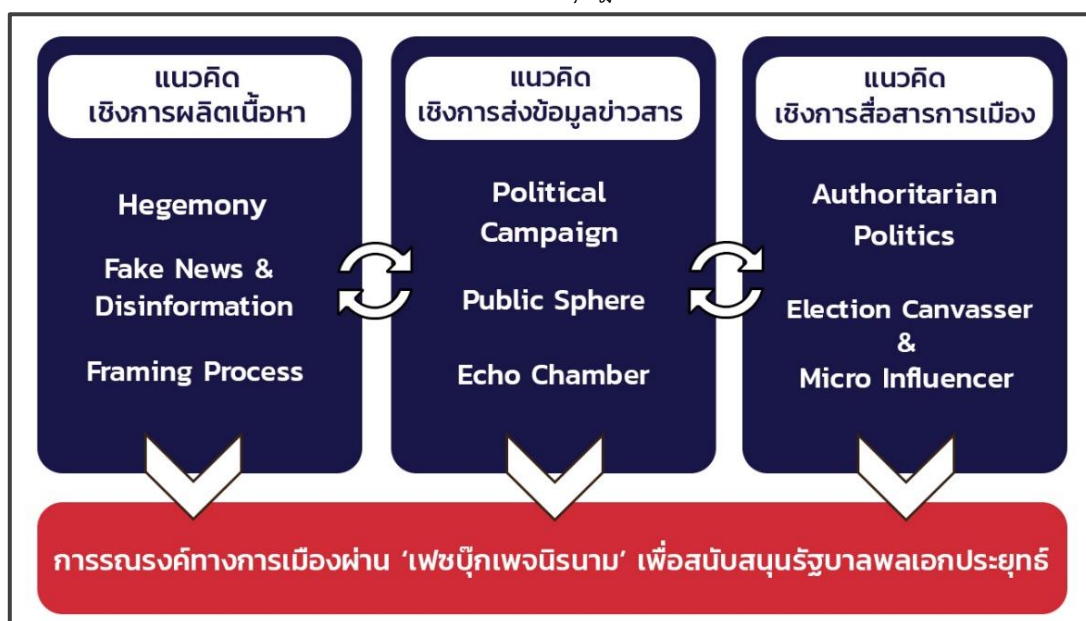 แนวคิด
เชิงการผลิตเนื้อหา
Hegemony
Fake News &
Disinformation
Framing Process
แนวคิด
เชิงการส่งข้อมูลข่าวสาร
Political
Campaign
Public Sphere
Echo Chamber
แนวคิด
เชิงการสื่อสารการเมือง
Authoritarian
Politics
Election Canvasser
&
Micro Influencer
การรณรงค์ทางการเมืองผ่าน ‘เฟซบุ๊กเพจนิรนาม’ เพื่อสนับสนุนรัฐบาลพลเอกประยุทธ์